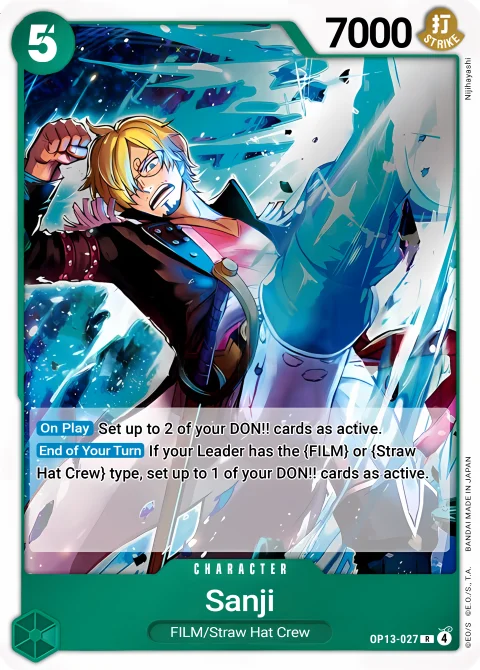 5
7000
打
STRIKE
Nijihayashi
On Play Set up to 2 of your DON!! cards as active.
End of Your Turn If your Leader has the {FILM} or {Straw
Hat Crew} type, set up to 1 of your DON!! cards as active.
CHARACTER
Sanji
FILM/Straw Hat Crew
OP13-027 R 4
©E/O/S ©E.O./S., T.A. BANDAI MADE IN JAPAN